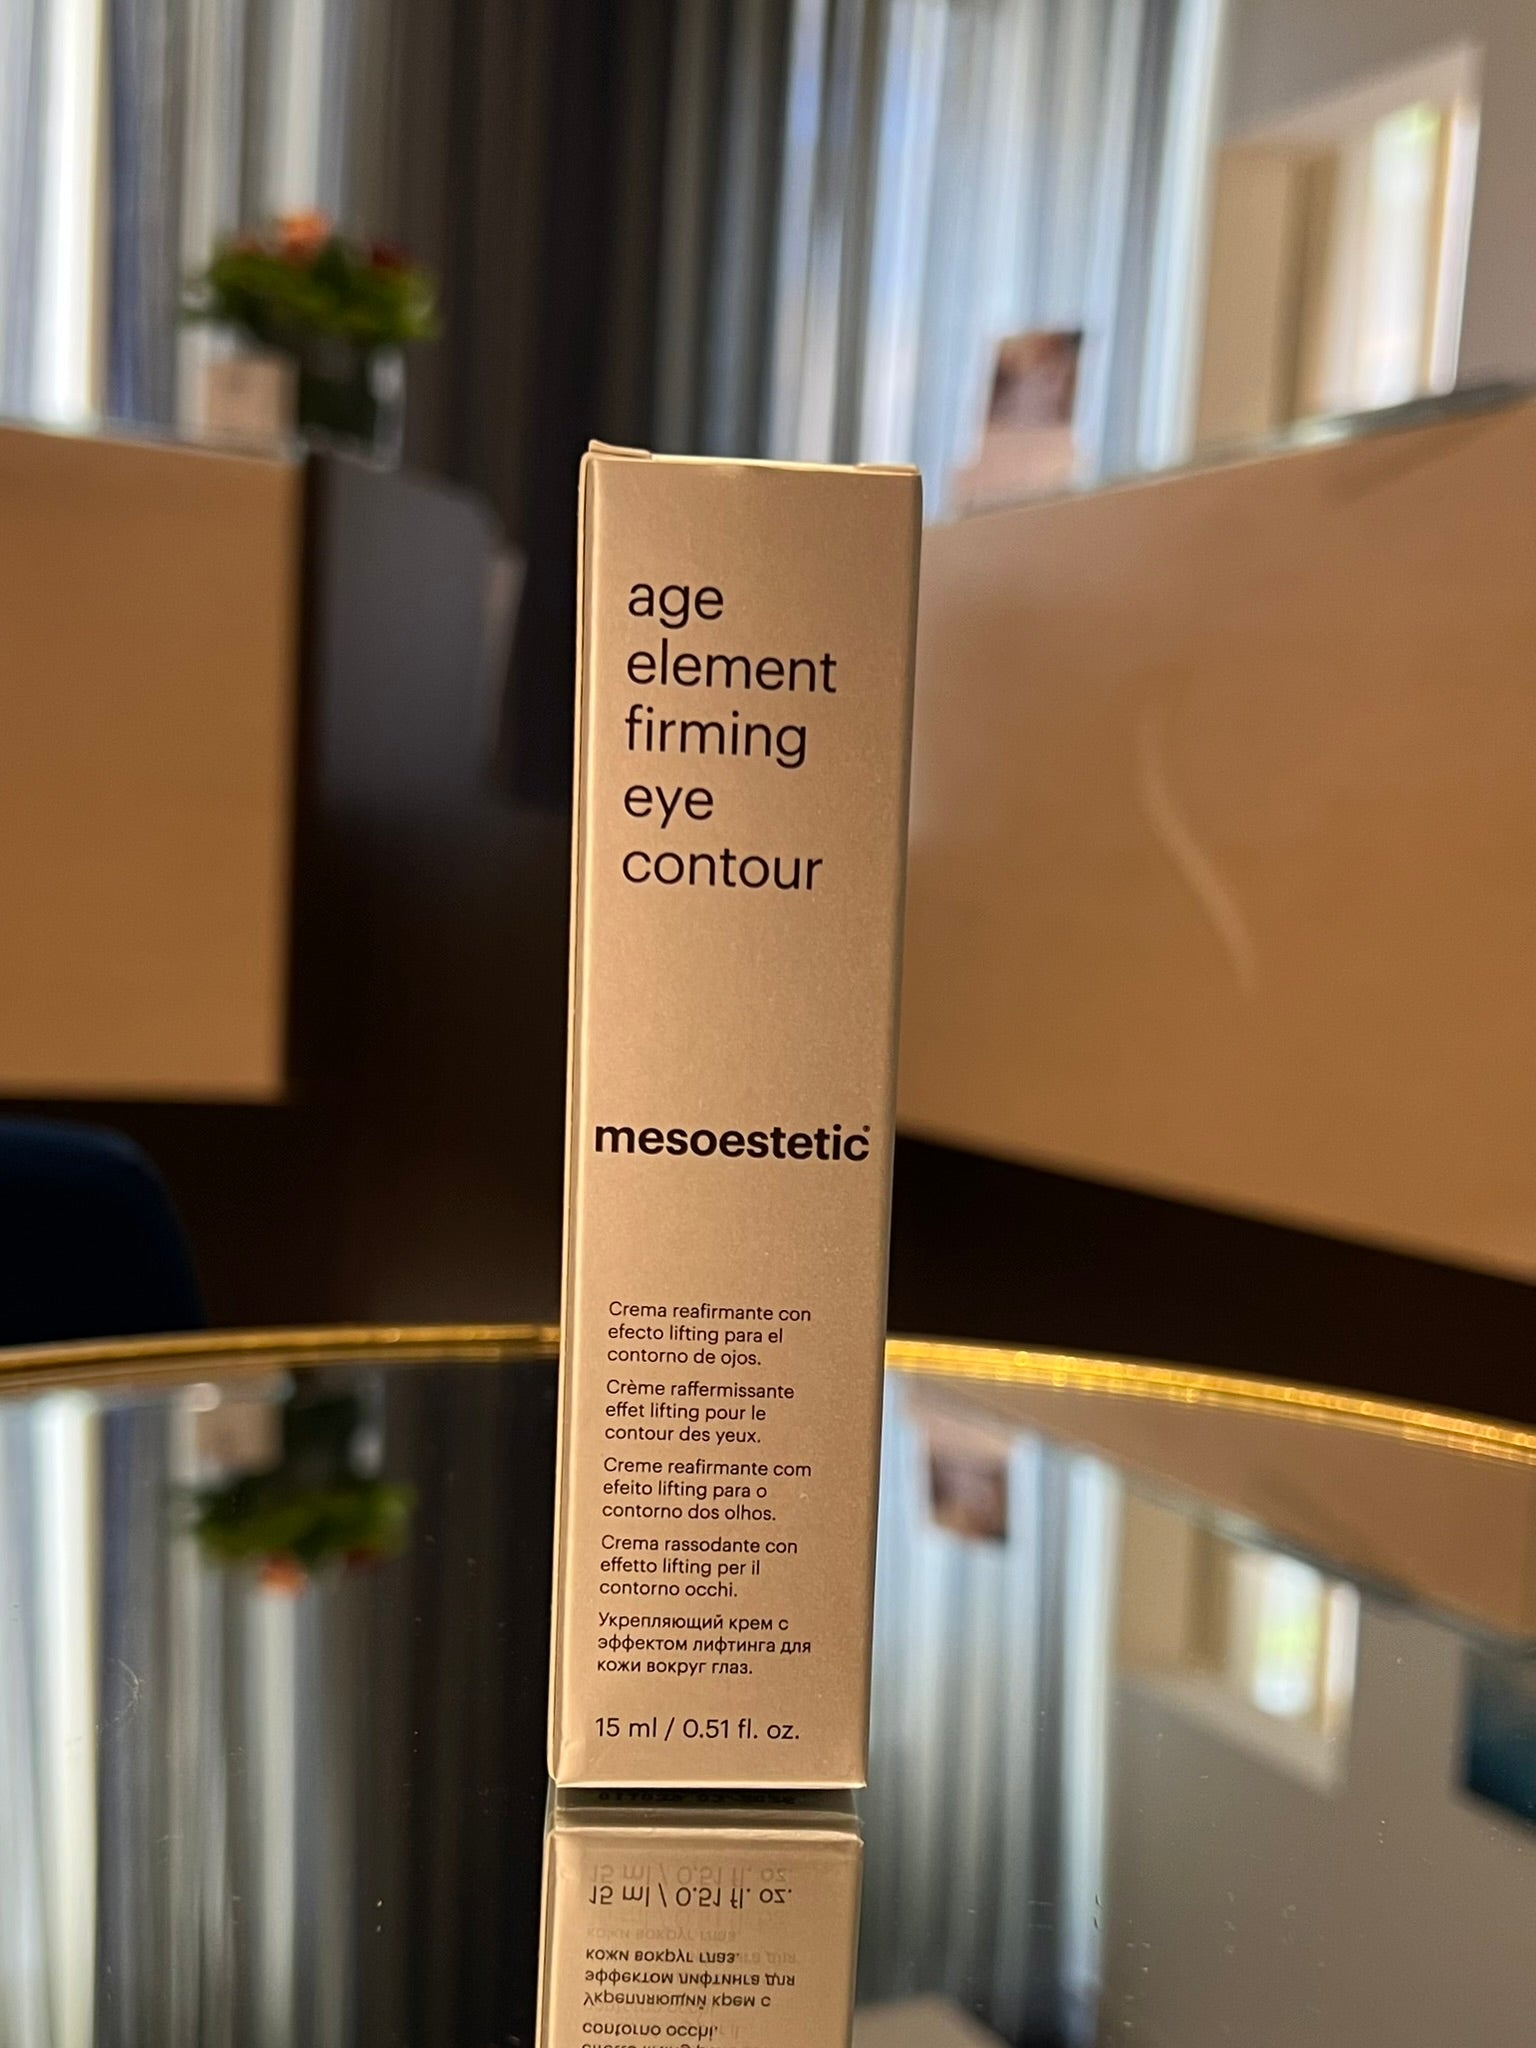 age
element
firming
eye
contour
mesoestetic®
Crema reafirmante con
efecto lifting para el
contorno de ojos.
Crème raffermissante
effet lifting pour le
contour des yeux.
Creme reafirmante com
efeito lifting para o
contorno dos olhos.
Crema rassodante con
effetto lifting per il
contorno occhi.
Укрепляющий крем с
эффектом лифтинга для
кожи вокруг глаз.
15 ml / 0.51 fl. oz.